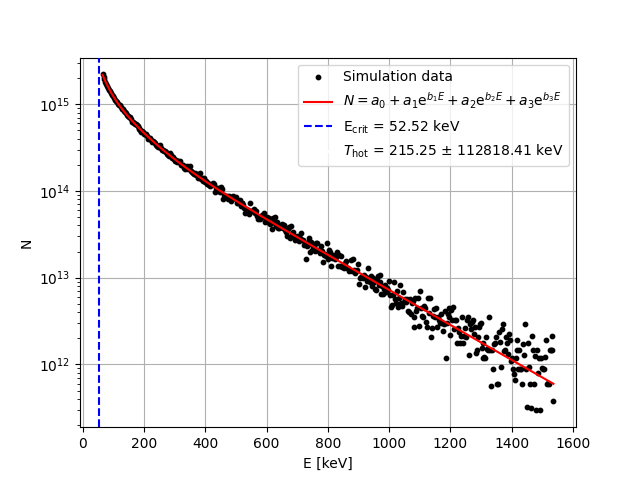 Simulation data
N = a₀ + a₁e^{b₁E} + a₂e^{b₂E} + a₃e^{b₃E}
E_crit = 52.52 keV
T_hot = 215.25 ± 112818.41 keV
10¹⁵
10¹⁴
10¹³
10¹²
N
0 200 400 600 800 1000 1200 1400 1600
E [keV]